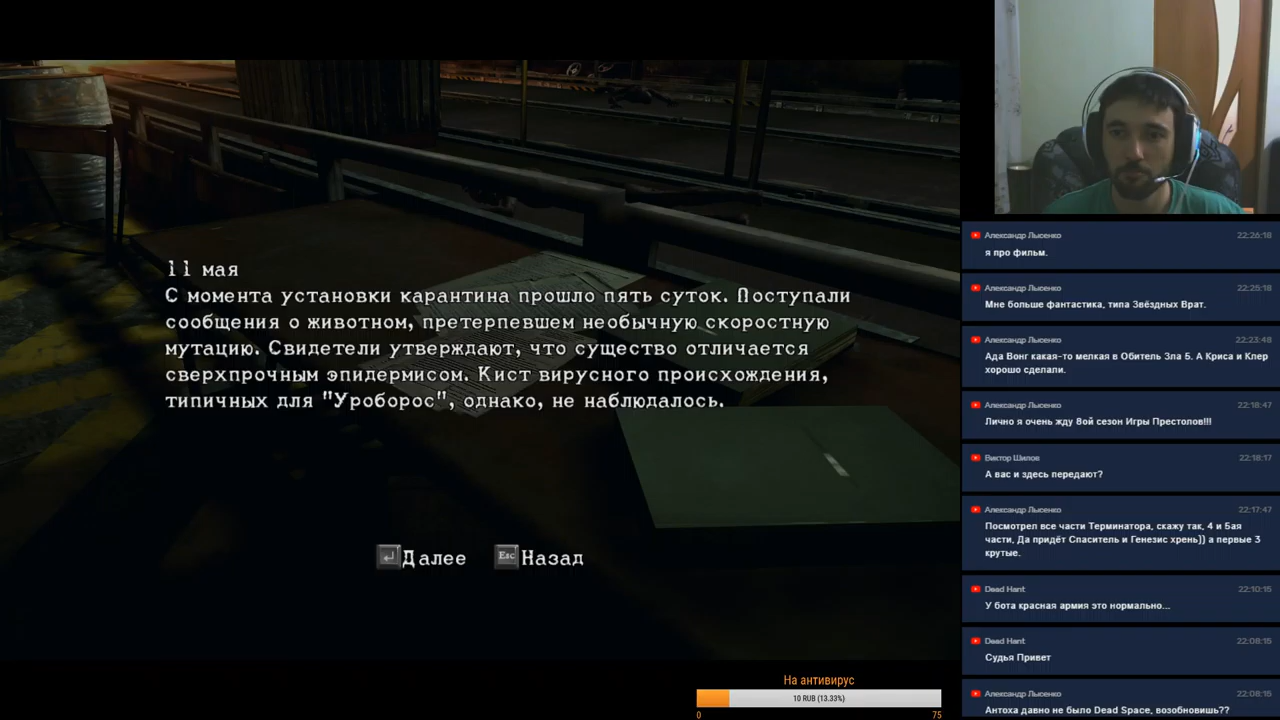 11 мая
С момента установки карантина прошло пять суток. Поступали
сообщения о животном, претерпевшем необычную скоростную
мутацию. Свидетели утверждают, что существо отличается
сверхпрочным эпидермисом. Кист вирусного происхождения,
типичных для "Уроборос", однако, не наблюдалось.
Далее
Esc Назад
На антивирус
10 RUB (13.33%)
0 75
Александр Лысенко 22:26:18
я про фильм.
Александр Лысенко 22:25:18
Мне больше фантастика, типа Звёздных Врат.
Александр Лысенко 22:23:48
Ада Вонг какая-то мелкая в Обитель Зла 5. А Криса и Клер
хорошо сделали.
Александр Лысенко 22:18:47
Лично я очень жду 8ой сезон Игры Престолов!!!
Виктор Шилов 22:18:17
А вас и здесь передают?
Александр Лысенко 22:17:47
Посмотрел все части Терминатора, скажу так, 4 и 5ая
части, Да придёт Спаситель и Генезис хрень)) а первые 3
крутые.
Dead Hant 22:10:15
У бота красная армия это нормально...
Dead Hant 22:08:15
Судья Привет
Александр Лысенко 22:08:15
Антоха давно не было Dead Space, возобновишь??